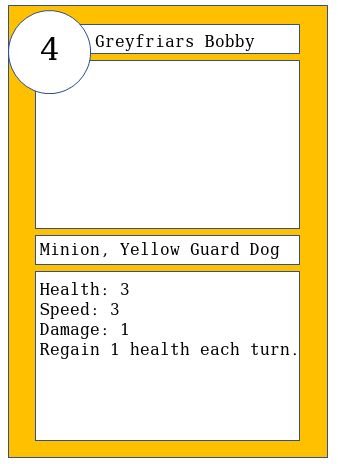 4
Greyfriars Bobby
Minion, Yellow Guard Dog
Health: 3
Speed: 3
Damage: 1
Regain 1 health each turn.